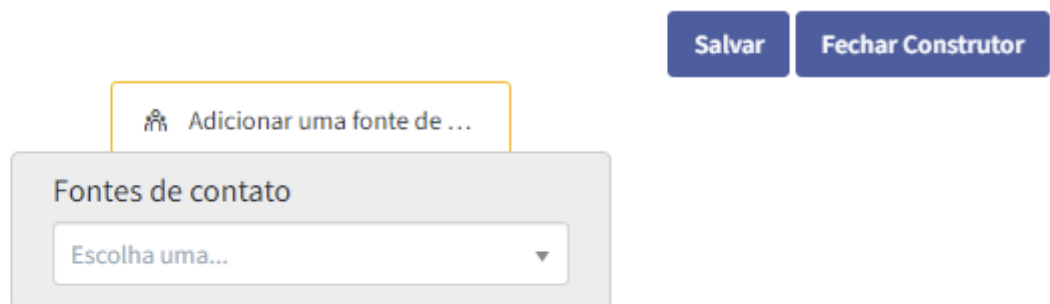 Salvar
Fechar Construtor
Adicionar uma fonte de ...
Fontes de contato
Escolha uma...